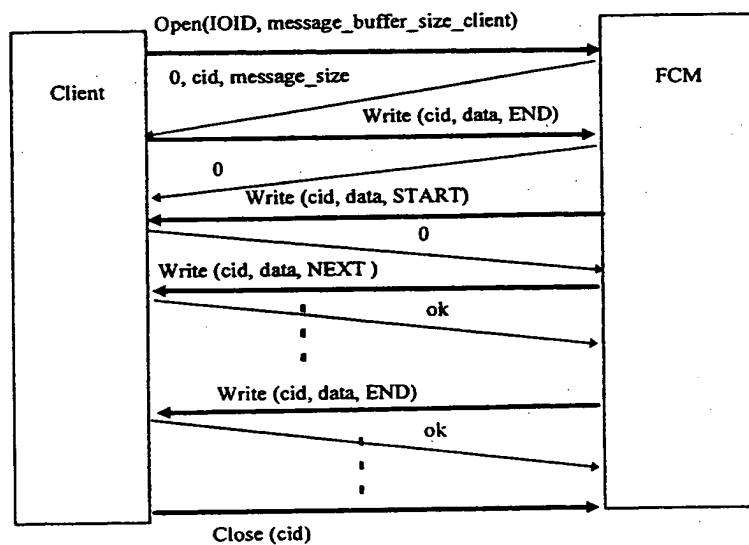 Open(IOID, message_buffer_size_client)
0, cid, message_size
Client
FCM
Write (cid, data, END)
0
Write (cid, data, START)
0
Write (cid, data, NEXT )
ok
Write (cid, data, END)
ok
Close (cid)